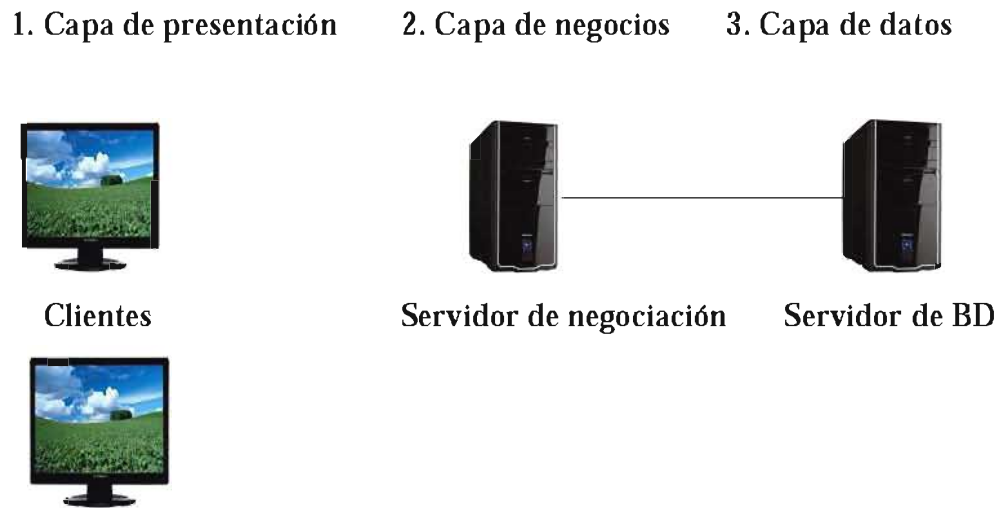 1. Capa de presentación 2. Capa de negocios 3. Capa de datos
Clientes Servidor de negociación Servidor de BD